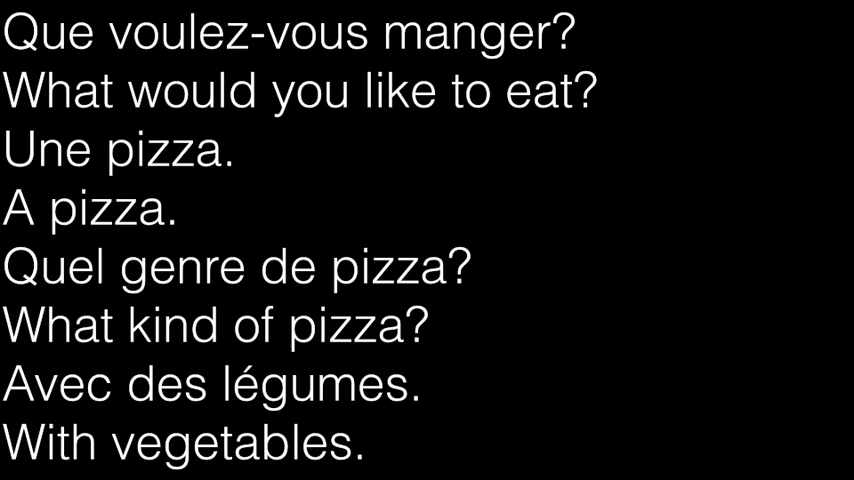 Que voulez-vous manger?
What would you like to eat?
Une pizza.
A pizza.
Quel genre de pizza?
What kind of pizza?
Avec des légumes.
With vegetables.